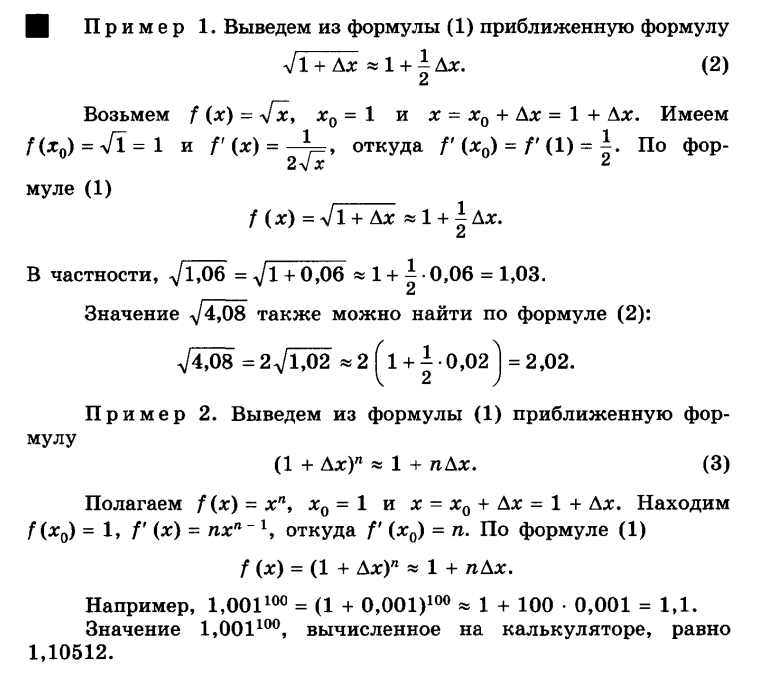 Пример 1. Выведем из формулы (1) приближенную формулу
√(1 + Δx) ≈ 1 + 1/2 Δx. (2)
Возьмем f (x) = √x, x₀ = 1 и x = x₀ + Δx = 1 + Δx. Имеем
f (x₀) = √1 = 1 и f′ (x) = 1/(2√x), откуда f′ (x₀) = f′ (1) = 1/2. По фор-
муле (1)
f (x) = √(1 + Δx) ≈ 1 + 1/2 Δx.
В частности, √1,06 = √(1 + 0,06) ≈ 1 + 1/2 · 0,06 = 1,03.
Значение √4,08 также можно найти по формуле (2):
√4,08 = 2√1,02 ≈ 2(1 + 1/2 · 0,02) = 2,02.
Пример 2. Выведем из формулы (1) приближенную фор-
мулу
(1 + Δx)ⁿ ≈ 1 + nΔx. (3)
Полагаем f (x) = xⁿ, x₀ = 1 и x = x₀ + Δx = 1 + Δx. Находим
f (x₀) = 1, f′ (x) = nxⁿ⁻¹, откуда f′ (x₀) = n. По формуле (1)
f (x) = (1 + Δx)ⁿ ≈ 1 + nΔx.
Например, 1,001¹⁰⁰ = (1 + 0,001)¹⁰⁰ ≈ 1 + 100 · 0,001 = 1,1.
Значение 1,001¹⁰⁰, вычисленное на калькуляторе, равно
1,10512.